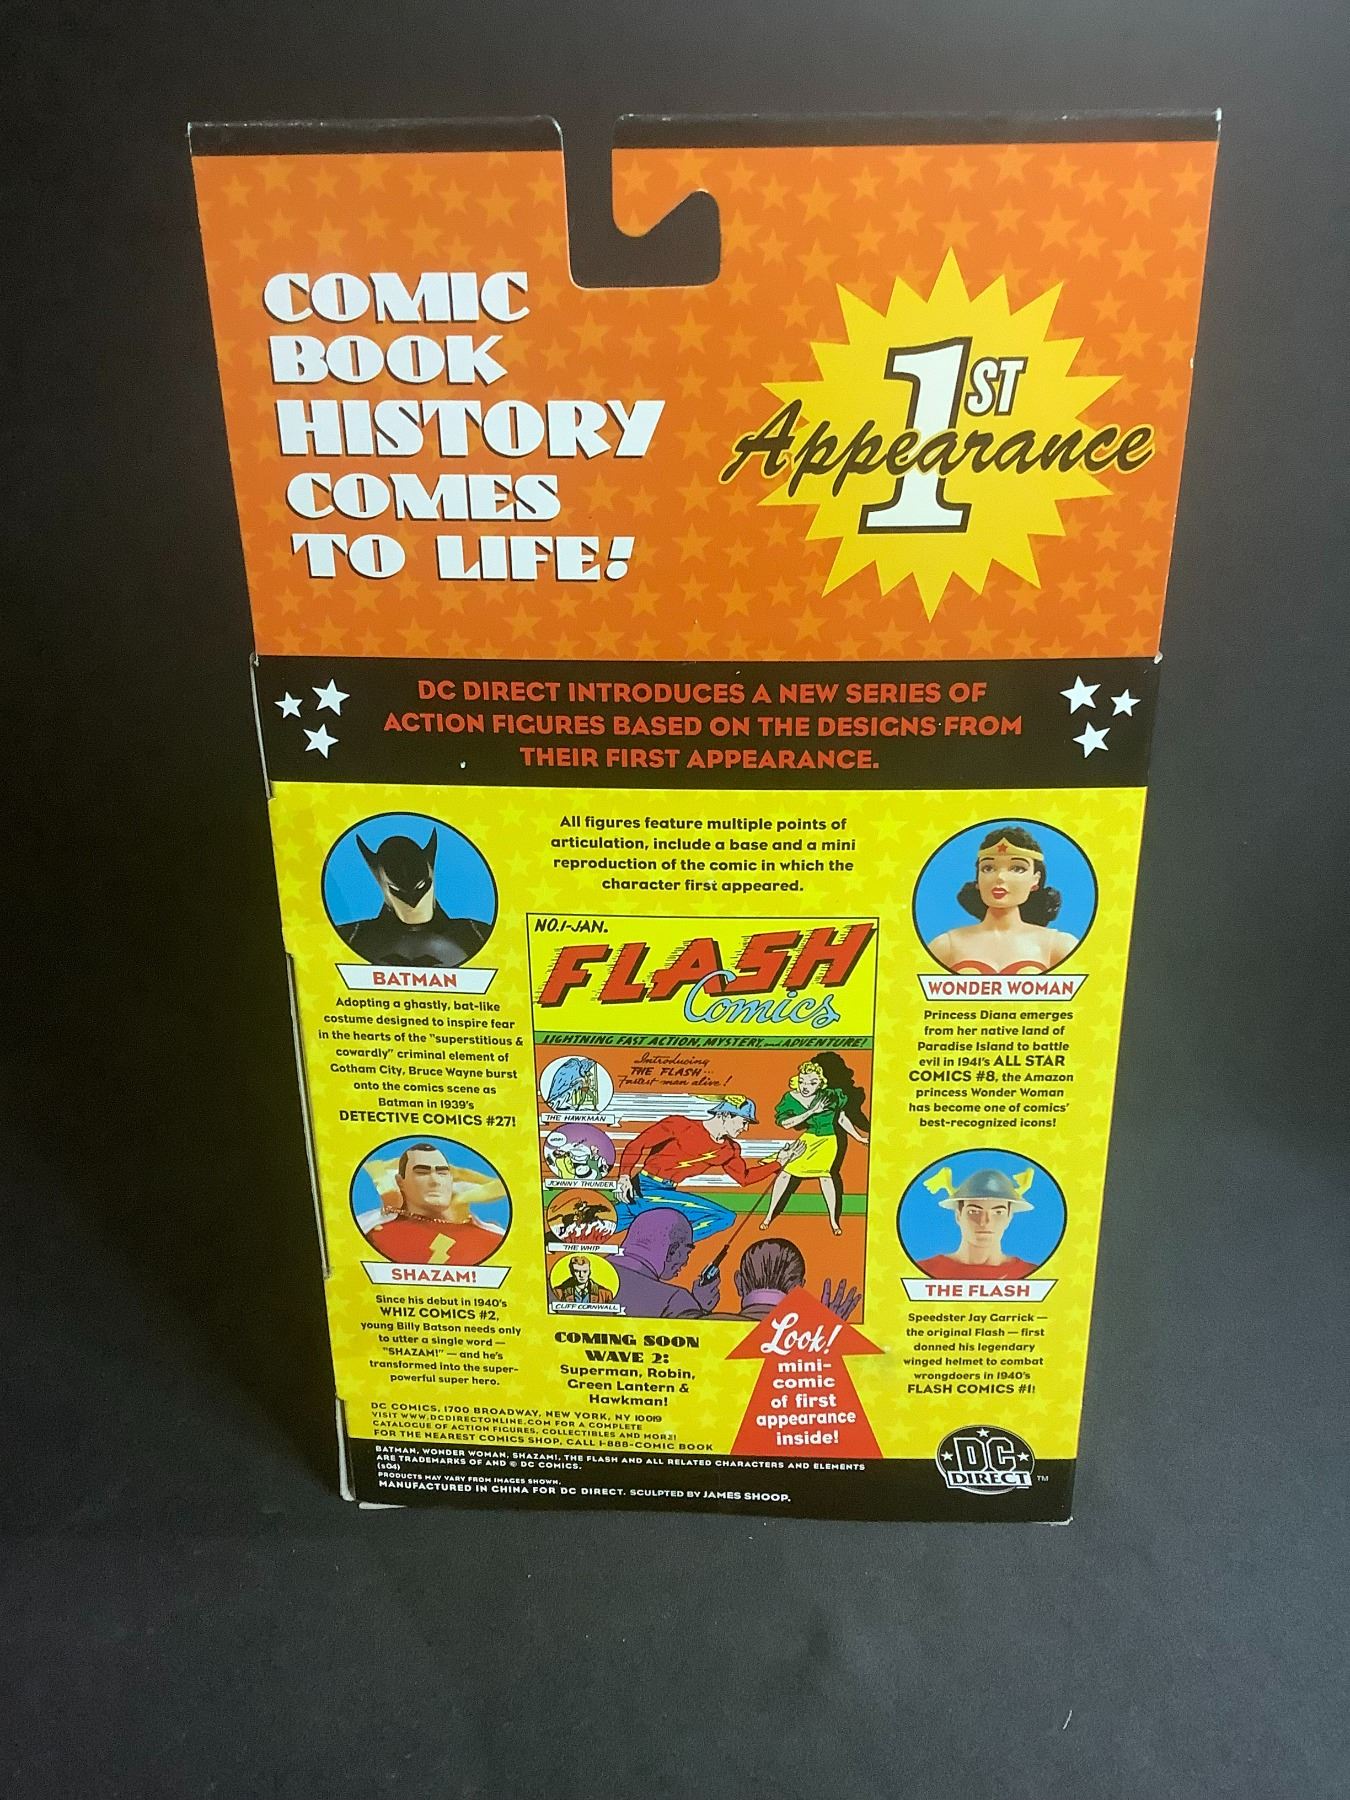 COMIC
BOOK
HISTORY
COMES
TO LIFE!
1ST
Appearance
DC DIRECT INTRODUCES A NEW SERIES OF
ACTION FIGURES BASED ON THE DESIGNS FROM
THEIR FIRST APPEARANCE.
All figures feature multiple points of
articulation, include a base and a mini
reproduction of the comic in which the
character first appeared.
BATMAN
Adopting a ghastly, bat-like
costume designed to inspire fear
in the hearts of the "superstitious &
cowardly" criminal element of
Gotham City, Bruce Wayne burst
onto the comics scene as
Batman in 1939's
DETECTIVE COMICS #27!
SHAZAM!
Since his debut in 1940's
WHIZ COMICS #2,
young Billy Batson needs only
to utter a single word —
"SHAZAM!" — and he's
transformed into the super-
powerful super hero.
NO.1-JAN.
FLASH
Comics
LIGHTNING FAST ACTION, MYSTERY, and ADVENTURE!
Introducing
THE FLASH...
Fastest man alive!
THE HAWKMAN
JOHNNY THUNDER
THE WHIP
CLIFF CORNWALL
COMING SOON
WAVE 2:
Superman, Robin,
Green Lantern &
Hawkman!
Look!
mini-
comic
of first
appearance
inside!
WONDER WOMAN
Princess Diana emerges
from her native land of
Paradise Island to battle
evil in 1941's ALL STAR
COMICS #8, the Amazon
princess Wonder Woman
has become one of comics'
best-recognized icons!
THE FLASH
Speedster Jay Garrick —
the original Flash — first
donned his legendary
winged helmet to combat
wrongdoers in 1940's
FLASH COMICS #1!
DC COMICS, 1700 BROADWAY, NEW YORK, NY 10019
VISIT WWW.DCDIRECTONLINE.COM FOR A COMPLETE
CATALOGUE OF ACTION FIGURES, COLLECTIBLES AND MORE!
FOR THE NEAREST COMICS SHOP, CALL 1-888-COMIC BOOK
BATMAN, WONDER WOMAN, SHAZAM!, THE FLASH AND ALL RELATED CHARACTERS AND ELEMENTS
ARE TRADEMARKS OF AND © DC COMICS.
(s04)
PRODUCTS MAY VARY FROM IMAGES SHOWN.
MANUFACTURED IN CHINA FOR DC DIRECT. SCULPTED BY JAMES SHOOP.
DC
DIRECT
TM